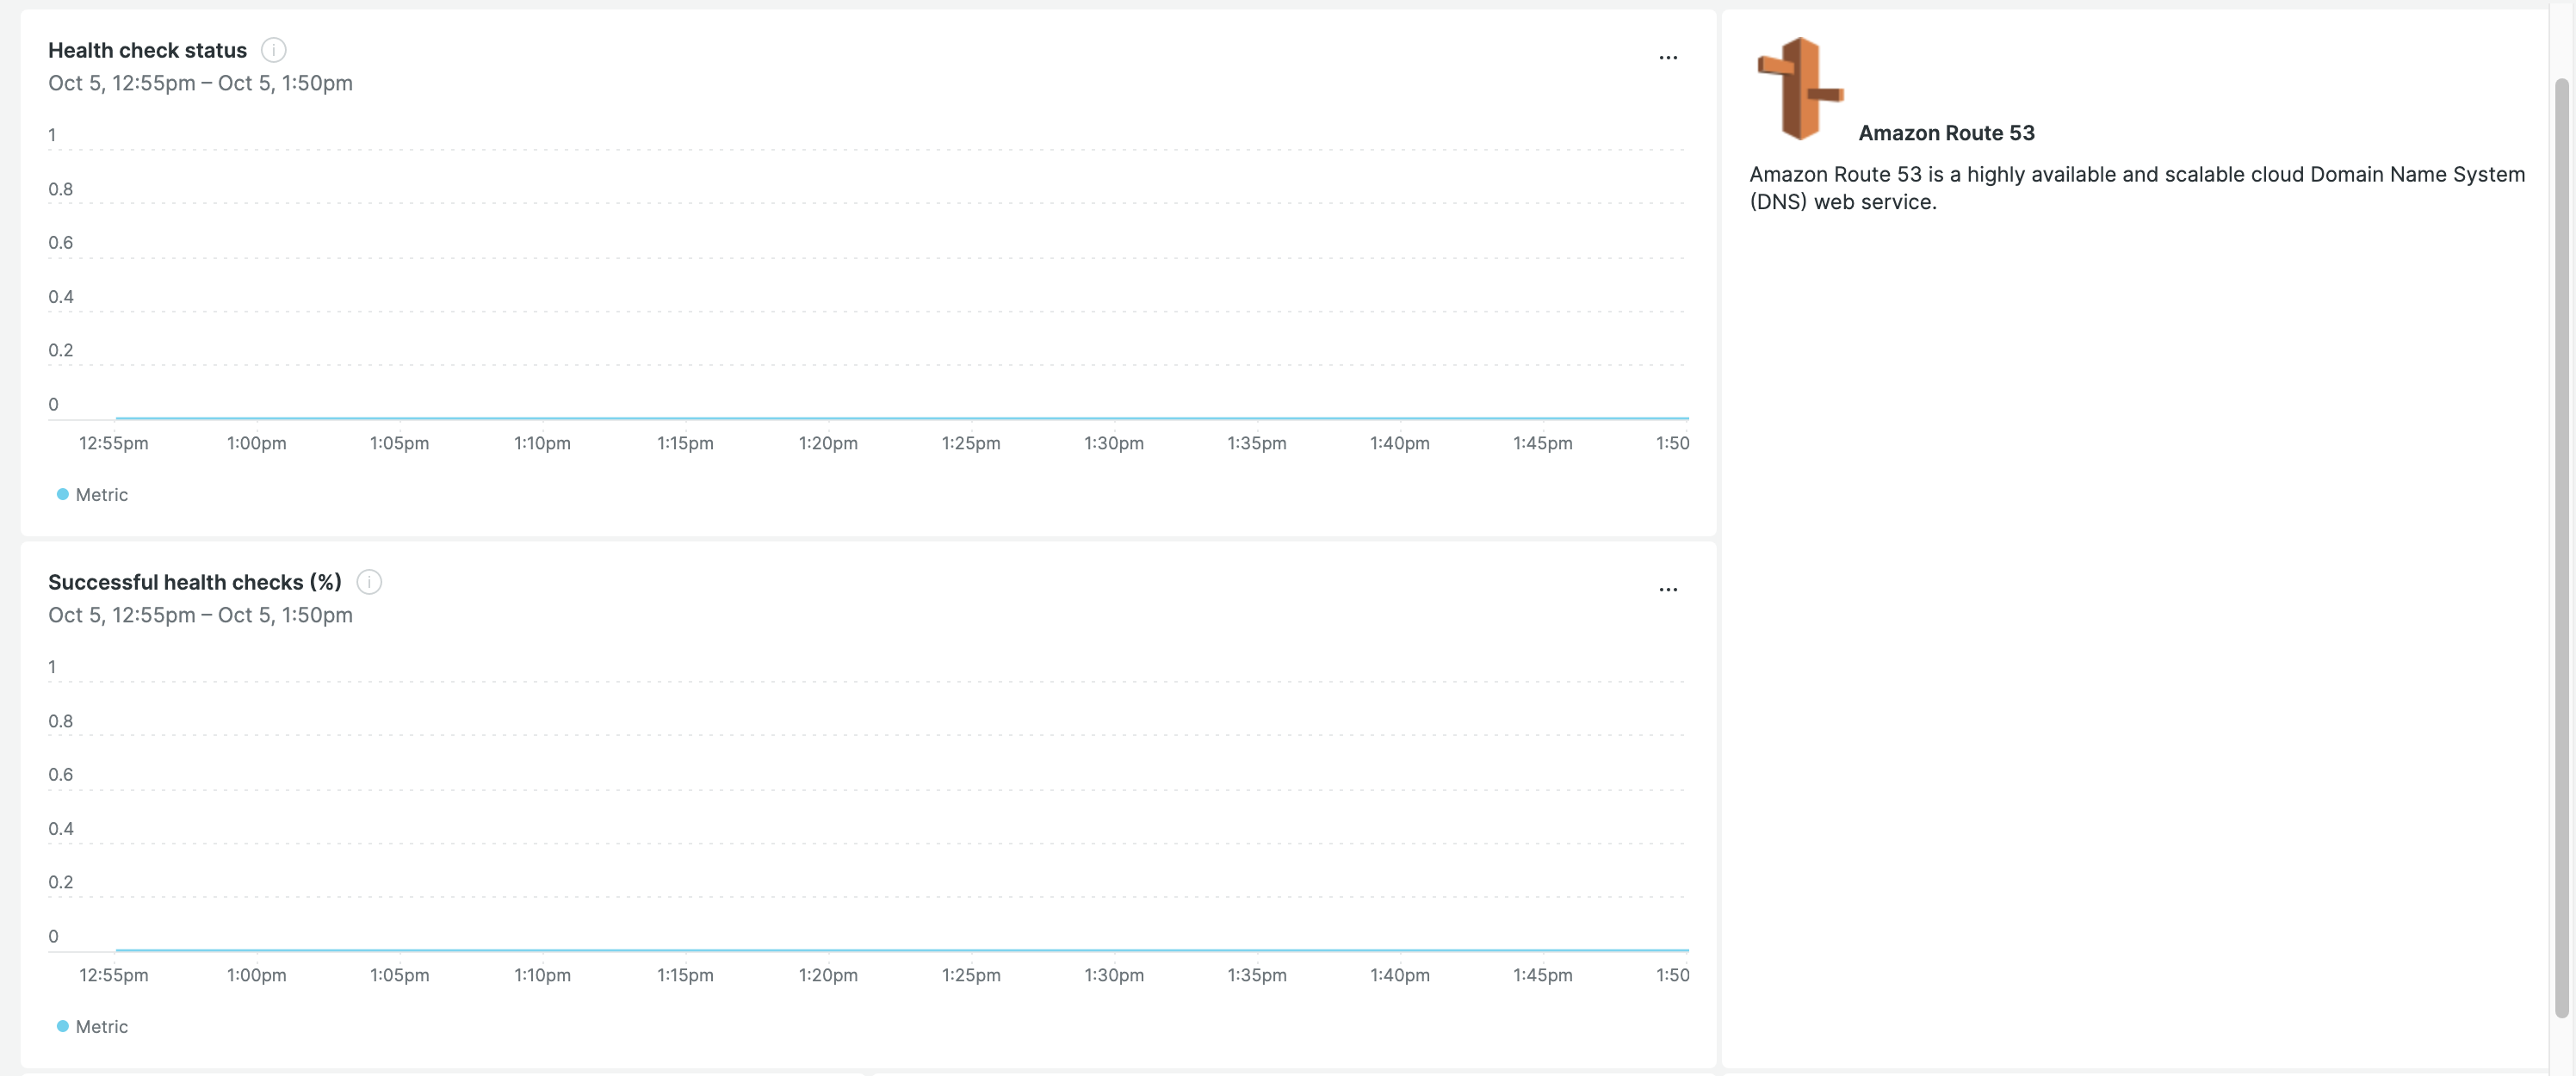 Health check status
Oct 5, 12:55pm – Oct 5, 1:50pm
1
0.8
0.6
0.4
0.2
0
12:55pm 1:00pm 1:05pm 1:10pm 1:15pm 1:20pm 1:25pm 1:30pm 1:35pm 1:40pm 1:45pm 1:50
Metric
Successful health checks (%)
Oct 5, 12:55pm – Oct 5, 1:50pm
1
0.8
0.6
0.4
0.2
0
12:55pm 1:00pm 1:05pm 1:10pm 1:15pm 1:20pm 1:25pm 1:30pm 1:35pm 1:40pm 1:45pm 1:50
Metric
Amazon Route 53
Amazon Route 53 is a highly available and scalable cloud Domain Name System
(DNS) web service.